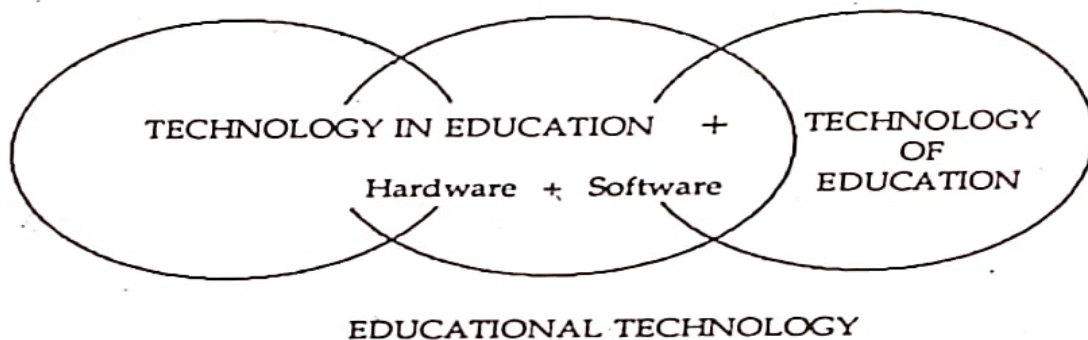 TECHNOLOGY IN EDUCATION + TECHNOLOGY
OF
EDUCATION
Hardware + Software
EDUCATIONAL TECHNOLOGY